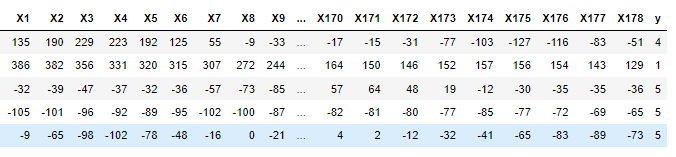 X1 X2 X3 X4 X5 X6 X7 X8 X9 ... X170 X171 X172 X173 X174 X175 X176 X177 X178 y
135 190 229 223 192 125 55 -9 -33 ... -17 -15 -31 -77 -103 -127 -116 -83 -51 4
386 382 356 331 320 315 307 272 244 ... 164 150 146 152 157 156 154 143 129 1
-32 -39 -47 -37 -32 -36 -57 -73 -85 ... 57 64 48 19 -12 -30 -35 -35 -36 5
-105 -101 -96 -92 -89 -95 -102 -100 -87 ... -82 -81 -80 -77 -85 -77 -72 -69 -65 5
-9 -65 -98 -102 -78 -48 -16 0 -21 ... 4 2 -12 -32 -41 -65 -83 -89 -73 5